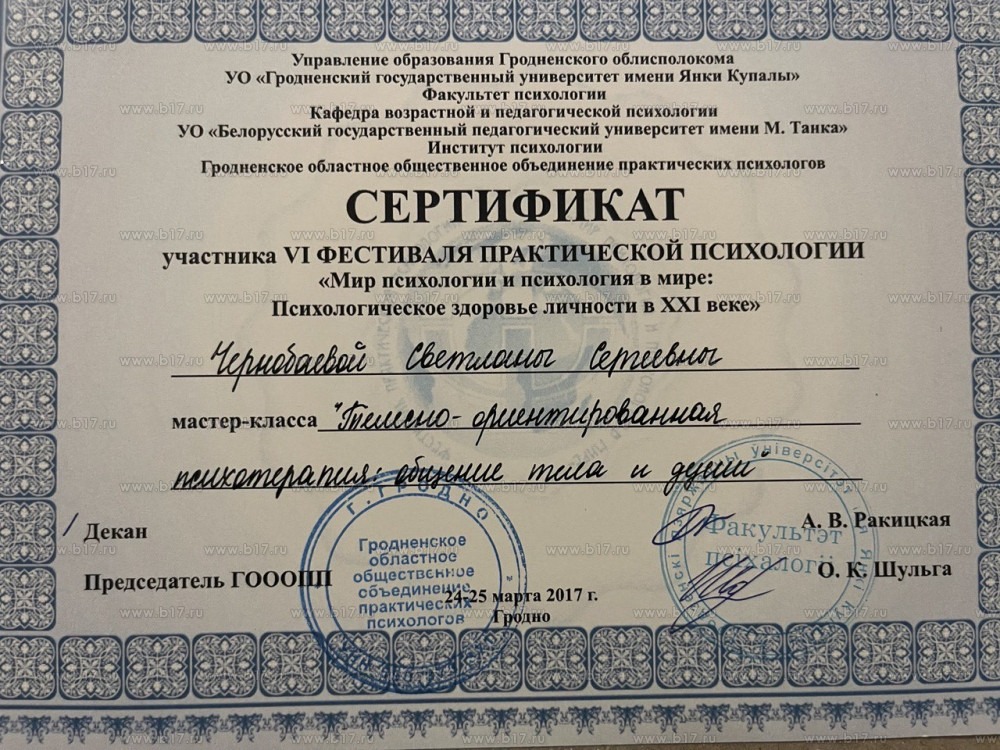 Управление образования Гродненского облисполкома
УО «Гродненский государственный университет имени Янки Купалы»
Факультет психологии
Кафедра возрастной и педагогической психологии
УО «Белорусский государственный педагогический университет имени М. Танка»
Институт психологии
Гродненское областное общественное объединение практических психологов
СЕРТИФИКАТ
участника VI ФЕСТИВАЛЯ ПРАКТИЧЕСКОЙ ПСИХОЛОГИИ
«Мир психологии и психология в мире:
Психологическое здоровье личности в XXI веке»
Чернобаевой Светланы Сергеевны
мастер-класса "Телесно-ориентированная
психотерапия: общение тела и души"
Декан А. В. Ракицкая
Председатель ГОООПП О. К. Шульга
24-25 марта 2017 г.
Гродно
г. ГРОДНО
Гродненское
областное
общественное
объединение
практических
психологов
Факультэт
псіхалогіі
www.b17.ru